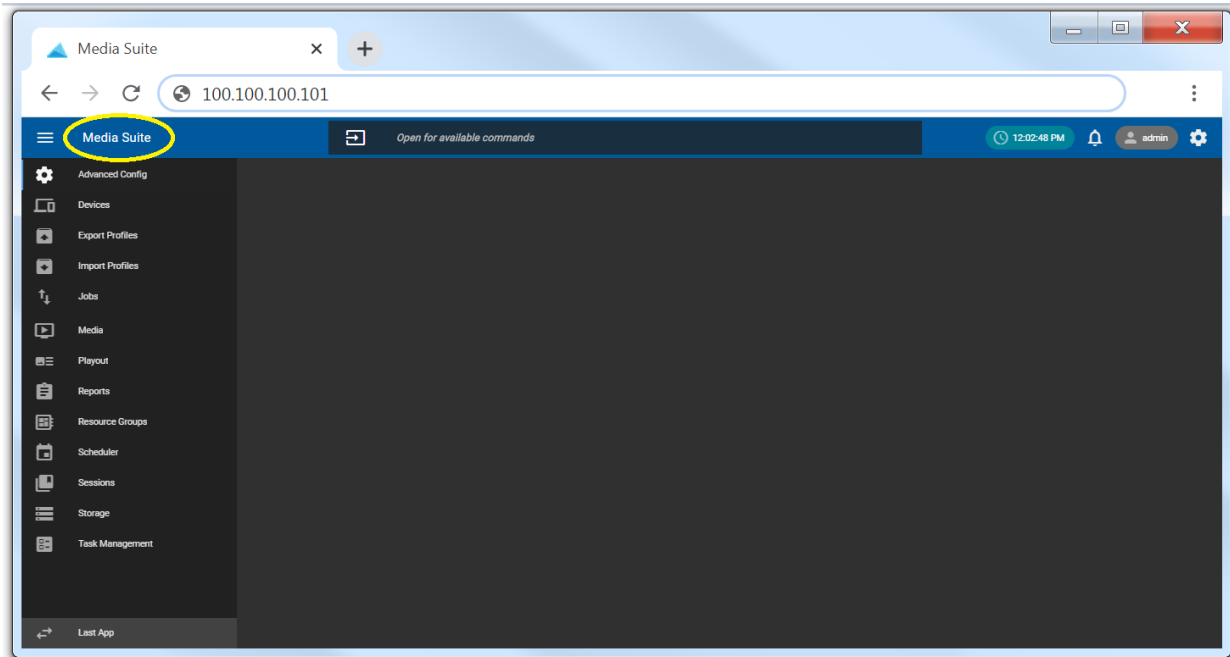 Media Suite
100.100.100.101
Media Suite
Open for available commands
12:02:48 PM
admin
Advanced Config
Devices
Export Profiles
Import Profiles
Jobs
Media
Playout
Reports
Resource Groups
Scheduler
Sessions
Storage
Task Management
Last App